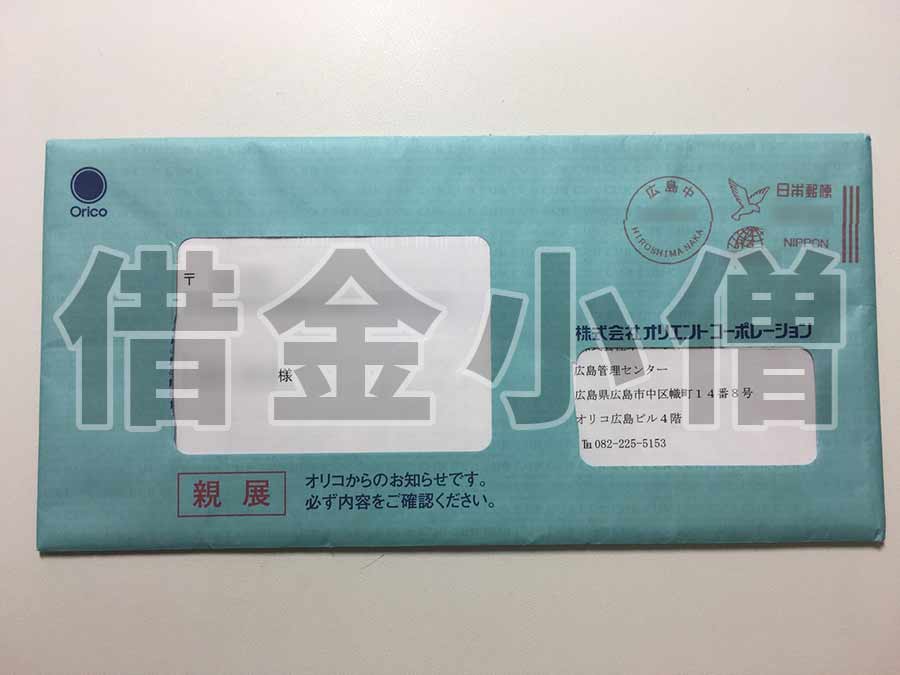 Orico
広島中
HIROSHIMA NAKA
日本郵便
NIPPON
〒
様
借金小僧
株式会社オリエントコーポレーション
広島管理センター
広島県広島市中区幟町14番8号
オリコ広島ビル4階
℡082-225-5153
親展
オリコからのお知らせです。
必ず内容をご確認ください。